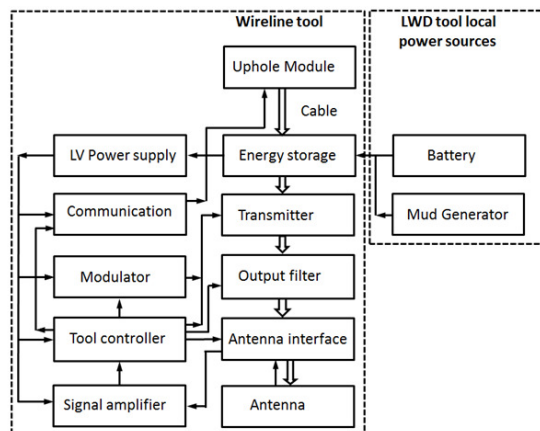 Wireline tool
LWD tool local
power sources
Uphole Module
Cable
LV Power supply
Energy storage
Battery
Communication
Transmitter
Mud Generator
Modulator
Output filter
Tool controller
Antenna interface
Signal amplifier
Antenna